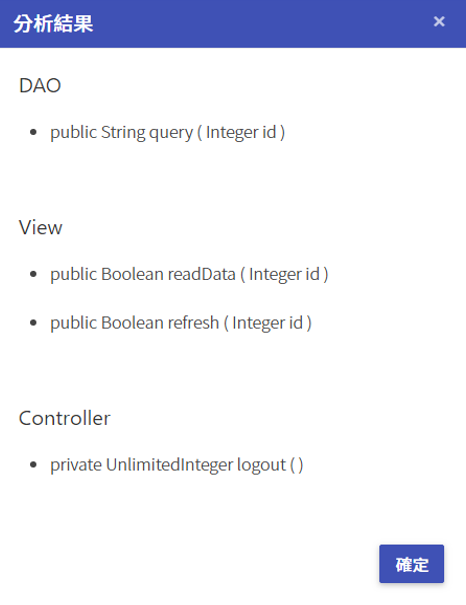 分析結果 ×
DAO
• public String query ( Integer id )
View
• public Boolean readData ( Integer id )
• public Boolean refresh ( Integer id )
Controller
• private UnlimitedInteger logout ( )
確定